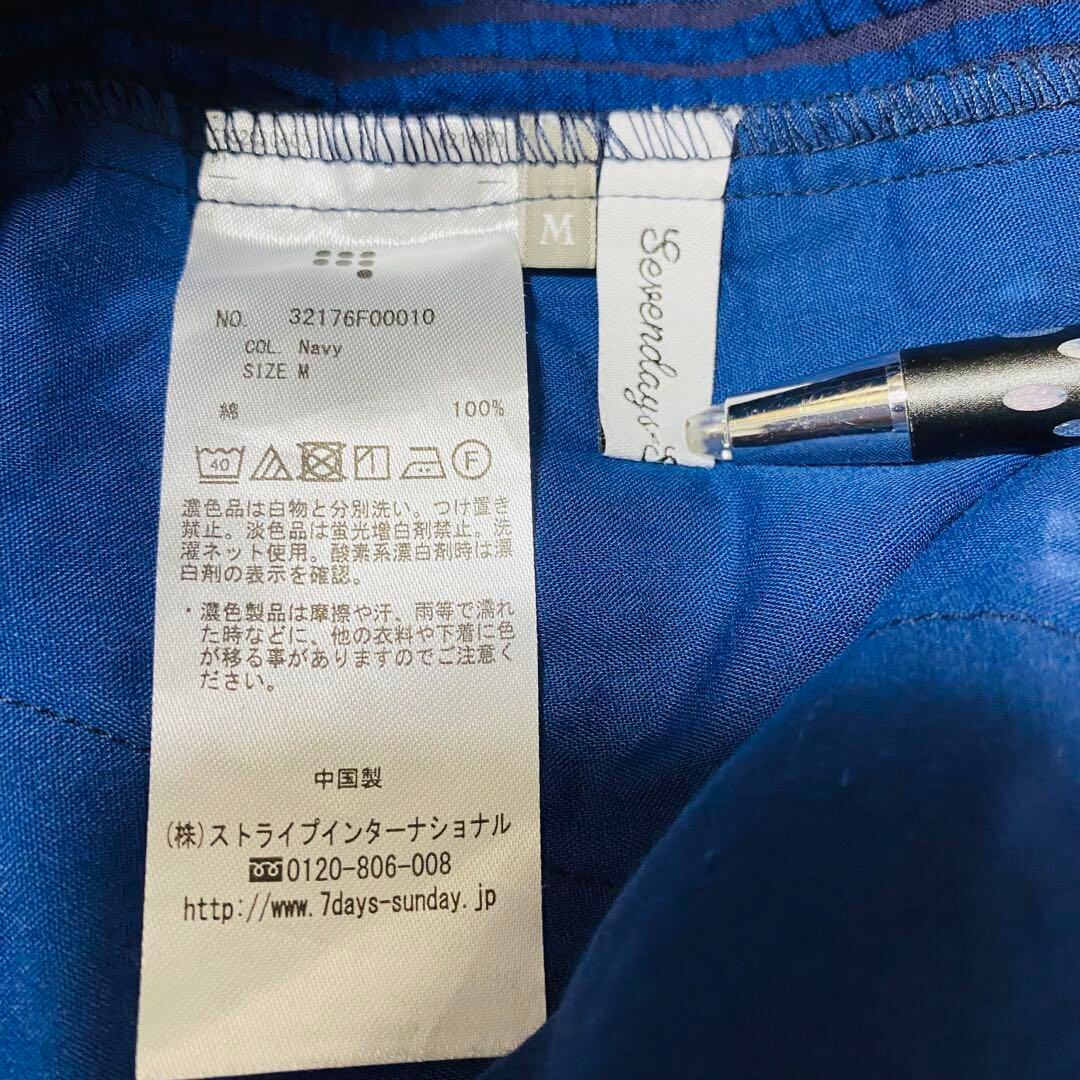 NO. 32176F00010
COL. Navy
SIZE M
綿 100%
40 F
濃色品は白物と分別洗い。つけ置き
禁止。淡色品は蛍光増白剤禁止。洗
濯ネット使用。酸素系漂白剤時は漂
白剤の表示を確認。
・濃色製品は摩擦や汗、雨等で濡れ
た時などに、他の衣料や下着に色
が移る事がありますのでご注意く
ださい。
中国製
(株)ストライプインターナショナル
0120-806-008
http://www.7days-sunday.jp
M
Sevendays-S